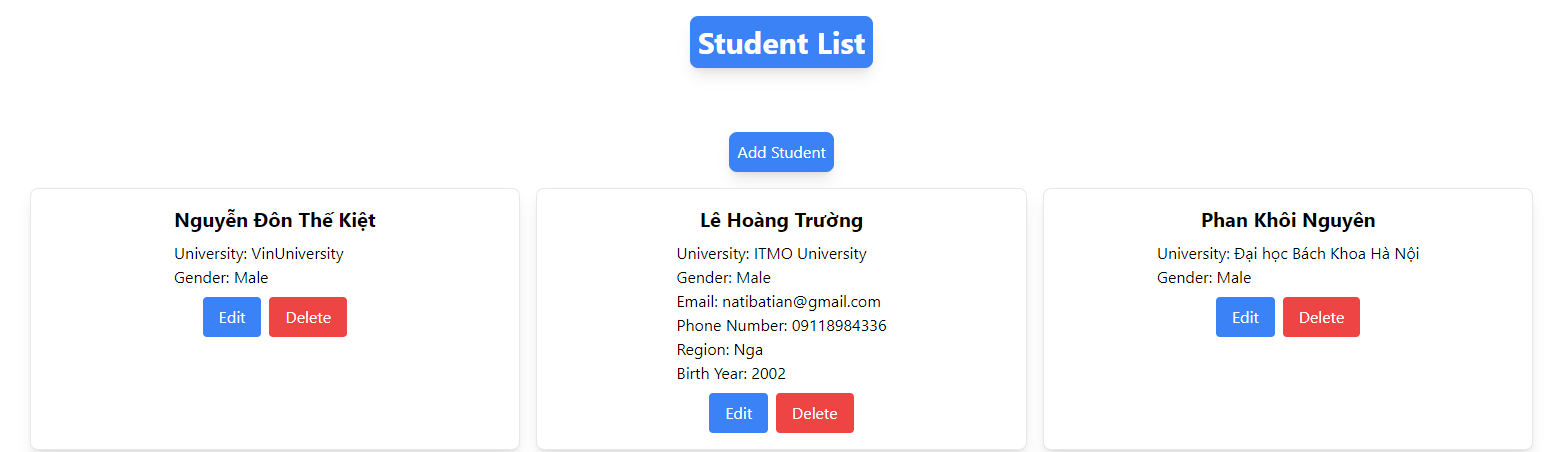 Student List
Add Student
Nguyễn Đôn Thế Kiệt
University: VinUniversity
Gender: Male
Edit
Delete
Lê Hoàng Trường
University: ITMO University
Gender: Male
Email: natibatian@gmail.com
Phone Number: 09118984336
Region: Nga
Birth Year: 2002
Edit
Delete
Phan Khôi Nguyên
University: Đại học Bách Khoa Hà Nội
Gender: Male
Edit
Delete